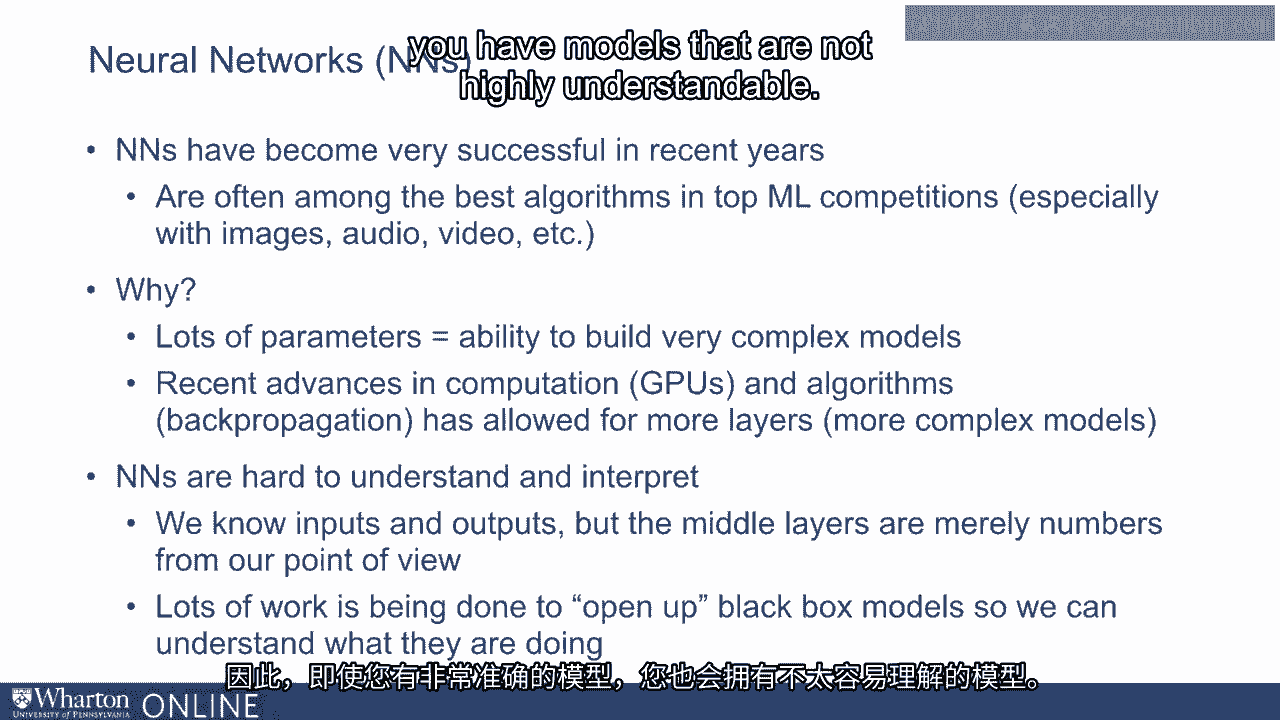 you have models that are not
highly understandable.
Neural Networks (NNs)
• NNs have become very successful in recent years
• Are often among the best algorithms in top ML competitions (especially
with images, audio, video, etc.)
• Why?
• Lots of parameters = ability to build very complex models
• Recent advances in computation (GPUs) and algorithms
(backpropagation) has allowed for more layers (more complex models)
• NNs are hard to understand and interpret
• We know inputs and outputs, but the middle layers are merely numbers
from our point of view
• Lots of work is being done to “open up” black box models so we can
understand what they are doing
因此，即使您有非常准确的模型，您也会拥有不太容易理解的模型。
Wharton ONLINE
UNIVERSITY of PENNSYLVANIA